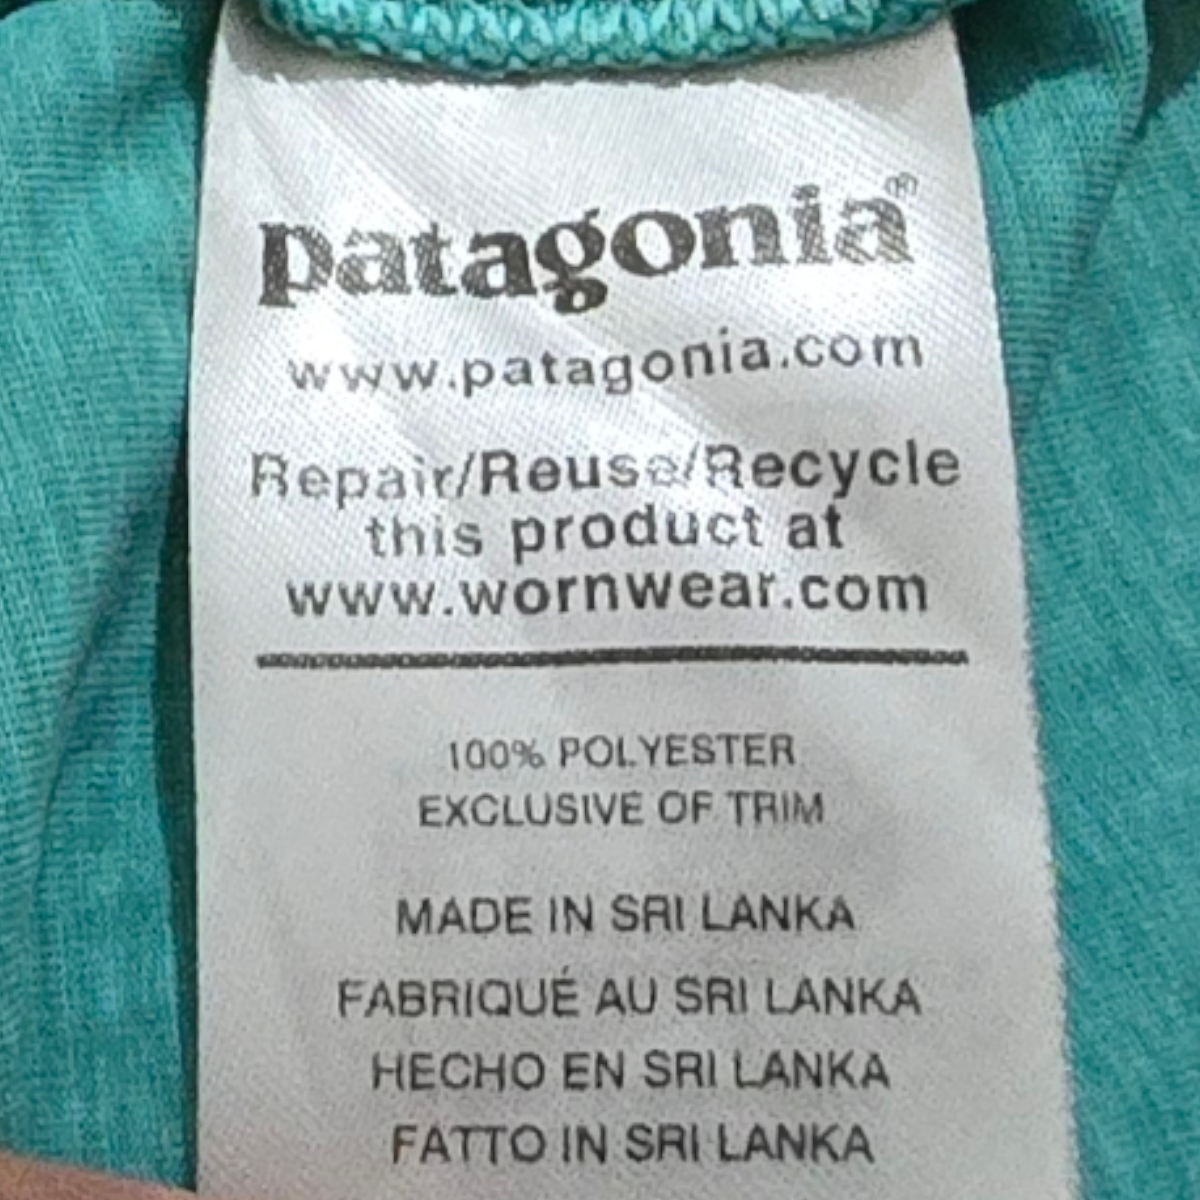 patagonia®
www.patagonia.com
Repair/Reuse/Recycle
this product at
www.wornwear.com
100% POLYESTER
EXCLUSIVE OF TRIM
MADE IN SRI LANKA
FABRIQUÉ AU SRI LANKA
HECHO EN SRI LANKA
FATTO IN SRI LANKA